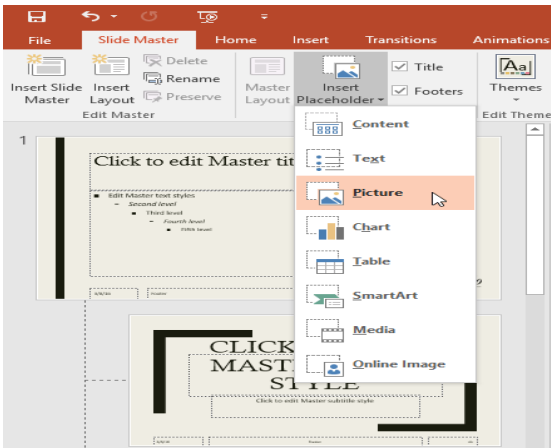 File Slide Master Home Insert Transitions Animations
Insert Slide Master
Insert Layout
Delete
Rename
Preserve
Master Layout
Insert Placeholder
Title
Footers
Aa
Themes
Edit Master
Edit Theme
Content
Text
Picture
Chart
Table
SmartArt
Media
Online Image
1
Click to edit Master tit
Edit Master text styles
Second level
Third level
Fourth level
Fifth level
Footer
CLICK
MAST
STYLE
Click to edit Master subtitle style